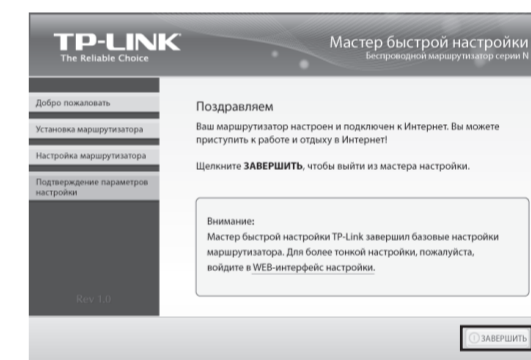 TP-LINK
The Reliable Choice
Мастер быстрой настройки
Беспроводной маршрутизатор серии N
Добро пожаловать
Установка маршрутизатора
Настройка маршрутизатора
Подтверждение параметров
настройки
Rev 1.0
Поздравляем
Ваш маршрутизатор настроен и подключен к Интернет. Вы можете
приступить к работе и отдыху в Интернет!
Щелкните ЗАВЕРШИТЬ, чтобы выйти из мастера настройки.
Внимание:
Мастер быстрой настройки TP-Link завершил базовые настройки
маршрутизатора. Для более тонкой настройки, пожалуйста,
войдите в WEB-интерфейс настройки.
ЗАВЕРШИТЬ